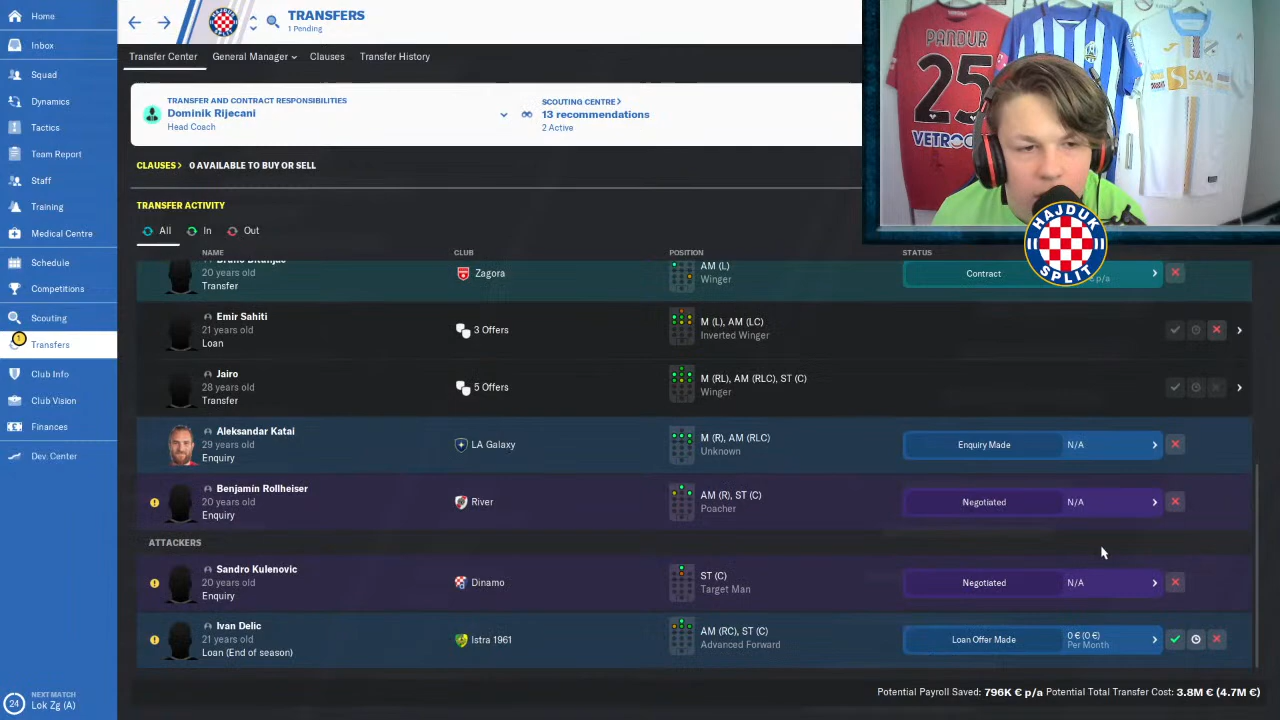 Home
Inbox
Squad
Dynamics
Tactics
Team Report
Staff
Training
Medical Centre
Schedule
Competitions
Scouting
Transfers
Club Info
Club Vision
Finances
Dev. Center
24
NEXT MATCH
Lok Zg (A)
TRANSFERS
1 Pending
Transfer Center
General Manager
Clauses
Transfer History
TRANSFER AND CONTRACT RESPONSIBILITIES
Dominik Rijecani
Head Coach
SCOUTING CENTRE>
13 recommendations
2 Active
CLAUSES> 0 AVAILABLE TO BUY OR SELL
TRANSFER ACTIVITY
All In Out
NAME CLUB POSITION STATUS
20 years old
Transfer
Zagora
AM (L)
Winger
Contract
€ p/a
Emir Sahiti
21 years old
Loan
3 Offers
M (L), AM (LC)
Inverted Winger
Jairo
28 years old
Transfer
5 Offers
M (RL), AM (RLC), ST (C)
Winger
Aleksandar Katai
29 years old
Enquiry
LA Galaxy
M (R), AM (RLC)
Unknown
Enquiry Made
N/A
Benjamín Rollheiser
20 years old
Enquiry
River
AM (R), ST (C)
Poacher
Negotiated
N/A
ATTACKERS
Sandro Kulenovic
20 years old
Enquiry
Dinamo
ST (C)
Target Man
Negotiated
N/A
Ivan Delic
21 years old
Loan (End of season)
Istra 1961
AM (RC), ST (C)
Advanced Forward
Loan Offer Made
0 € (0 €)
Per Month
Potential Payroll Saved: 796K € p/a Potential Total Transfer Cost: 3.8M € (4.7M €)
PANDUR
25
SA'A
HAJDUK
SPLIT